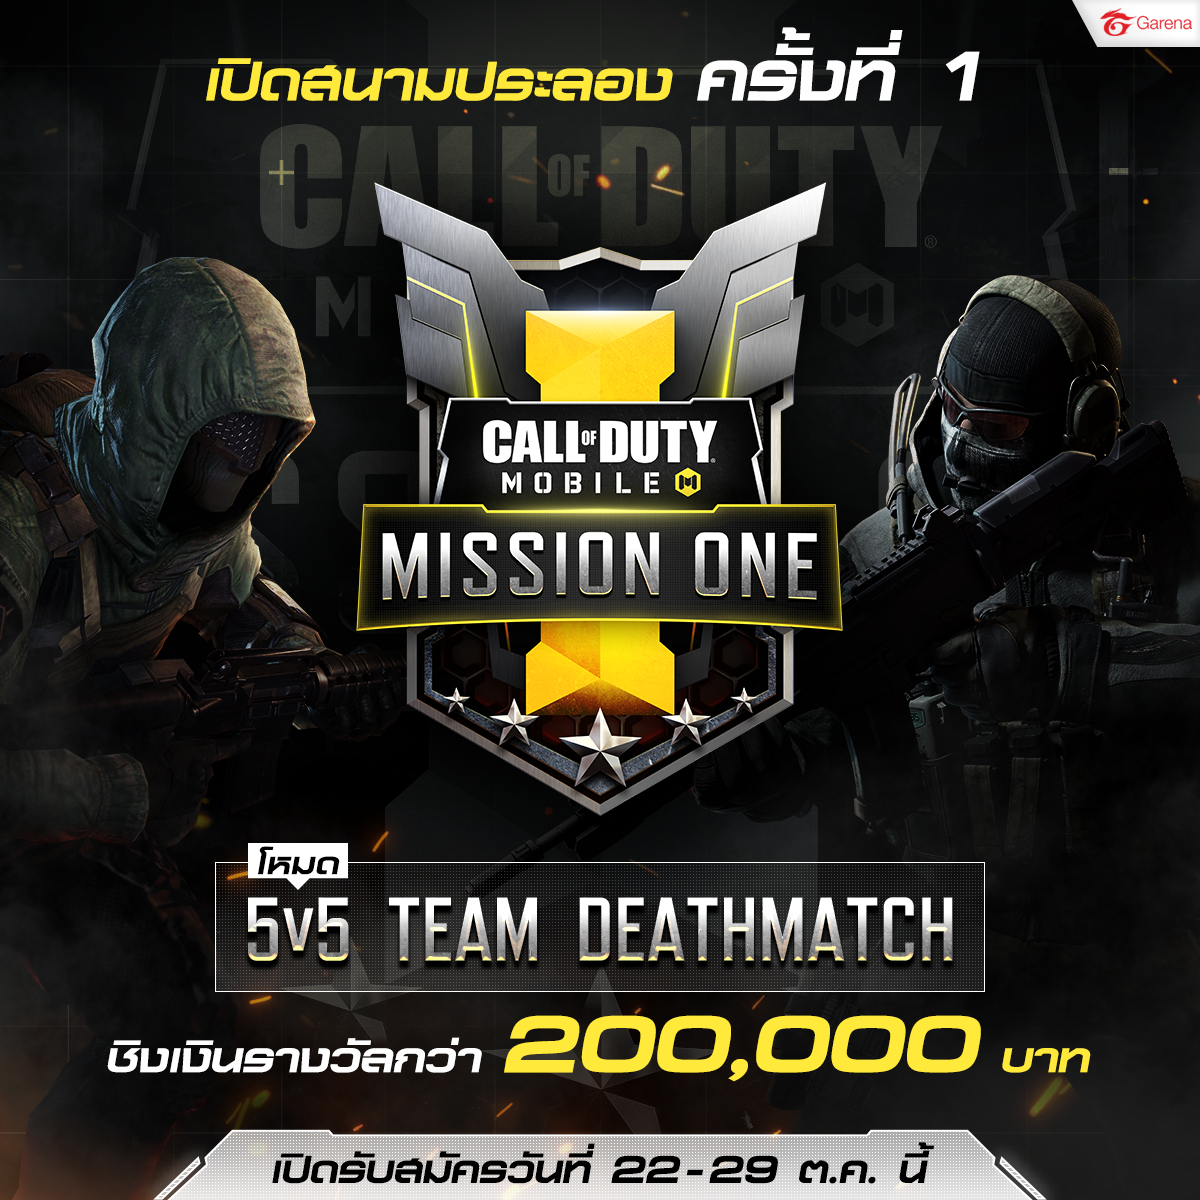 Garena
เปิดสนามประลอง ครั้งที่ 1
CALL OF DUTY®
M
CALL OF DUTY®
MOBILE
MISSION ONE
โหมด
5v5 TEAM DEATHMATCH
ชิงเงินรางวัลกว่า 200,000 บาท
เปิดรับสมัครวันที่ 22-29 ต.ค. นี้